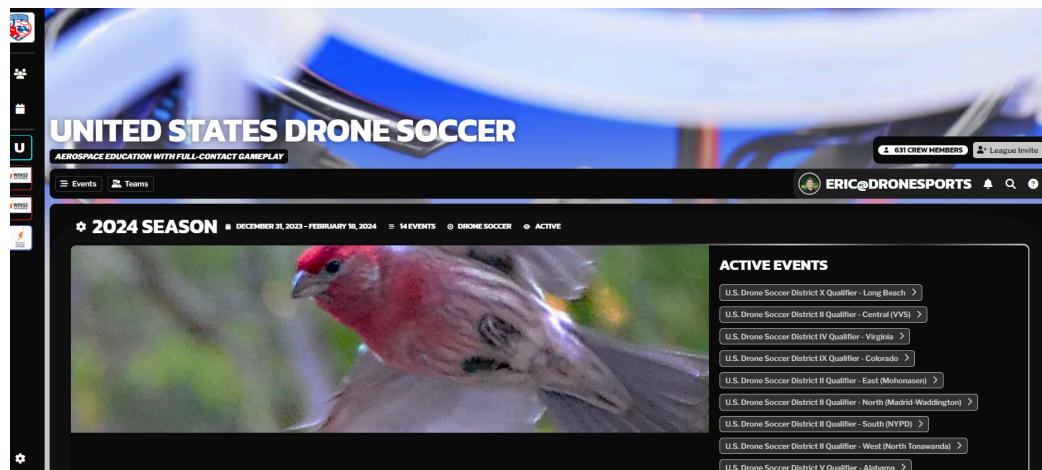 UNITED STATES DRONE SOCCER
AEROSPACE EDUCATION WITH FULL-CONTACT GAMEPLAY
631 CREW MEMBERS
League Invite
Events
Teams
ERIC@DRONESPORTS
U
WINGS
WINGS
2024 SEASON
DECEMBER 31, 2023 - FEBRUARY 18, 2024
14 EVENTS
DRONE SOCCER
ACTIVE
ACTIVE EVENTS
U.S. Drone Soccer District X Qualifier - Long Beach
U.S. Drone Soccer District II Qualifier - Central (VVS)
U.S. Drone Soccer District IV Qualifier - Virginia
U.S. Drone Soccer District IX Qualifier - Colorado
U.S. Drone Soccer District II Qualifier - East (Mohonasen)
U.S. Drone Soccer District II Qualifier - North (Madrid-Waddington)
U.S. Drone Soccer District II Qualifier - South (NYPD)
U.S. Drone Soccer District II Qualifier - West (North Tonawanda)
U.S. Drone Soccer District V Qualifier - Alabama